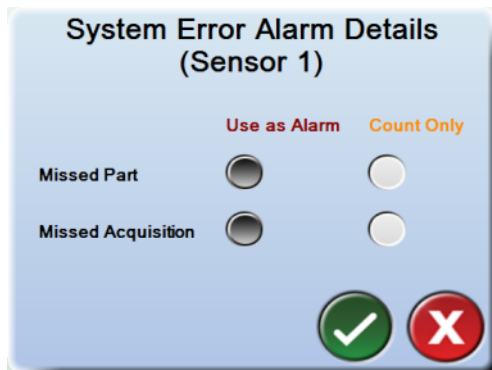 System Error Alarm Details
(Sensor 1)
Use as Alarm Count Only
Missed Part
Missed Acquisition